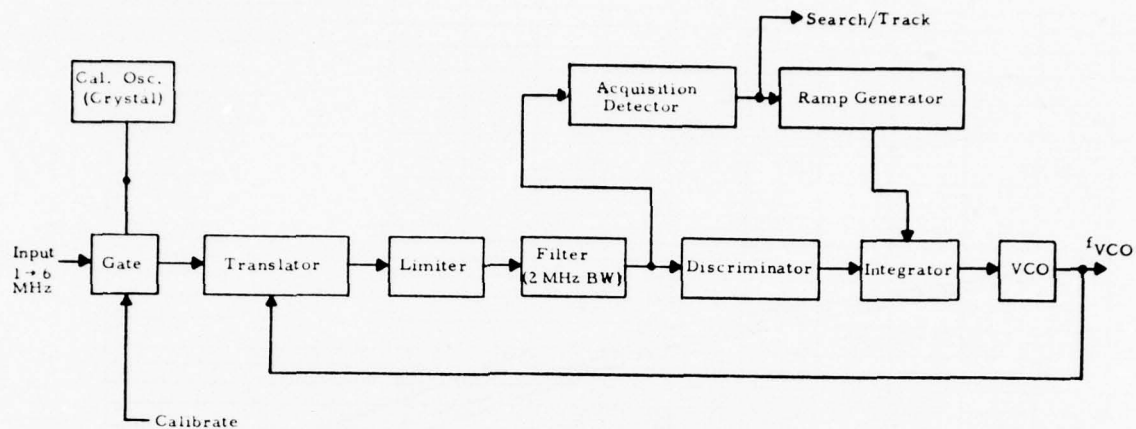 Search/Track
Cal. Osc.
(Crystal)
Acquisition
Detector
Ramp Generator
Input
1→6
MHz
Gate
Translator
Limiter
Filter
(2 MHz BW)
Discriminator
Integrator
VCO
fVCO
Calibrate